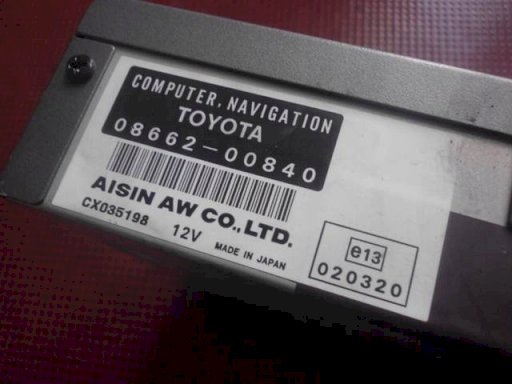 COMPUTER, NAVIGATION
TOYOTA
08662-00840
AISIN AW CO., LTD.
CX035198 12V MADE IN JAPAN
e13
020320